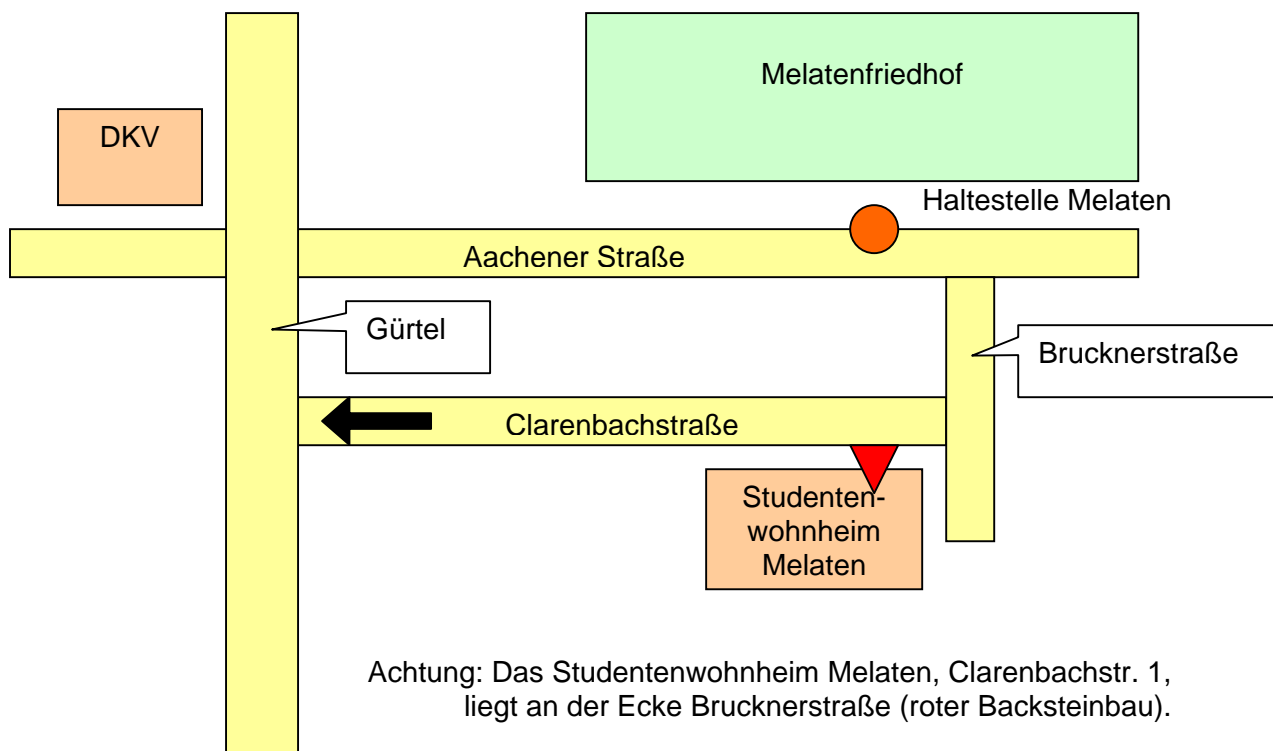 Melatenfriedhof
DKV
Haltestelle Melaten
Aachener Straße
Gürtel
Brucknerstraße
Clarenbachstraße
Studenten-
wohnheim
Melaten
Achtung: Das Studentenwohnheim Melaten, Clarenbachstr. 1,
liegt an der Ecke Brucknerstraße (roter Backsteinbau).